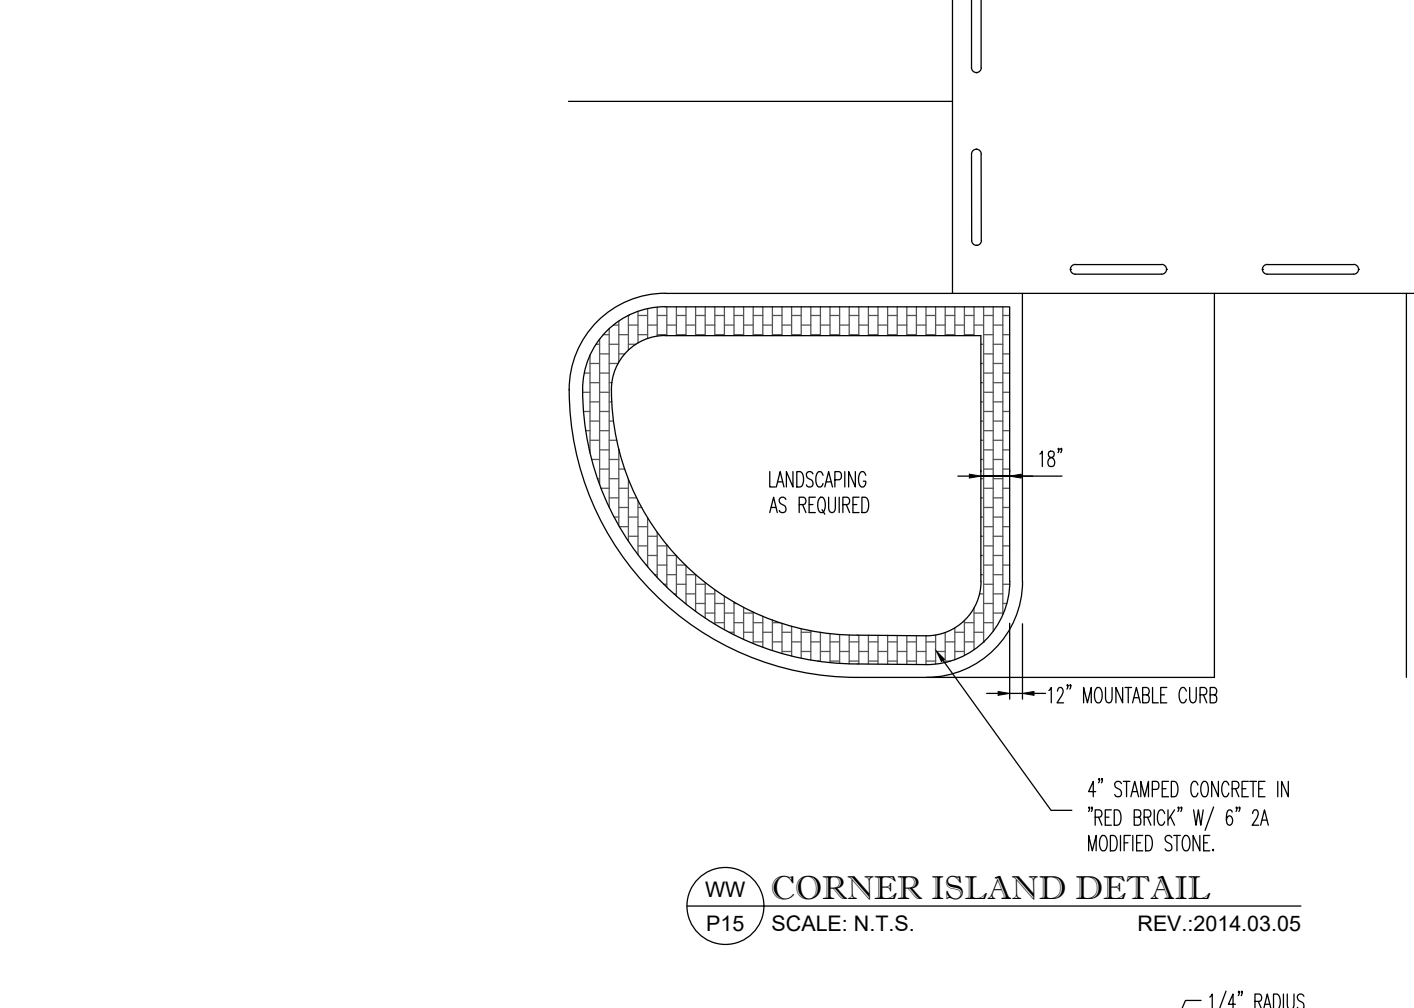 18”
LANDSCAPING
AS REQUIRED
12” MOUNTABLE CURB
4” STAMPED CONCRETE IN
”RED BRICK” W/ 6” 2A
MODIFIED STONE.
WW
CORNER ISLAND DETAIL
P15
SCALE: N.T.S.
REV.:2014.03.05
1/4” RADIUS